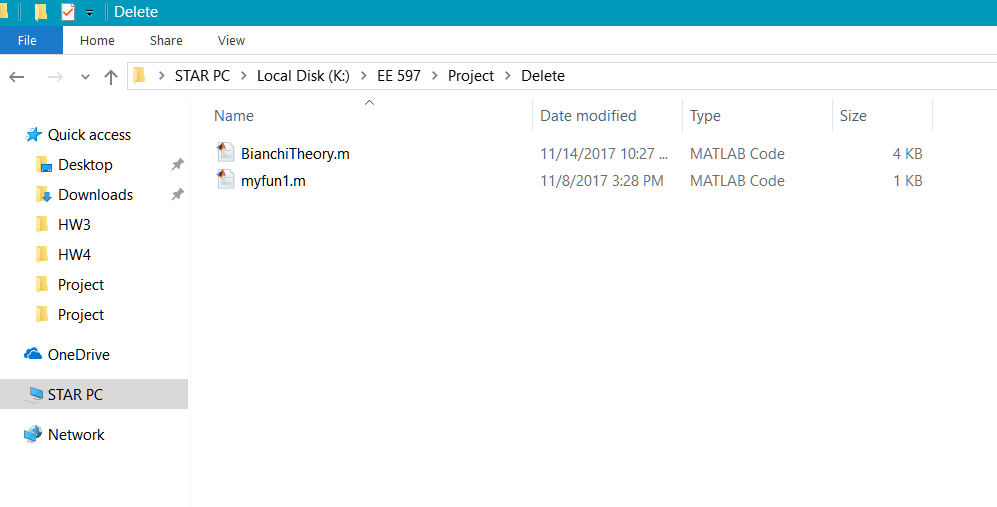 Delete
File Home Share View
STAR PC > Local Disk (K:) > EE 597 > Project > Delete
Name Date modified Type Size
Quick access
BianchiTheory.m 11/14/2017 10:27 ... MATLAB Code 4 KB
Desktop
myfun1.m 11/8/2017 3:28 PM MATLAB Code 1 KB
Downloads
HW3
HW4
Project
Project
OneDrive
STAR PC
Network